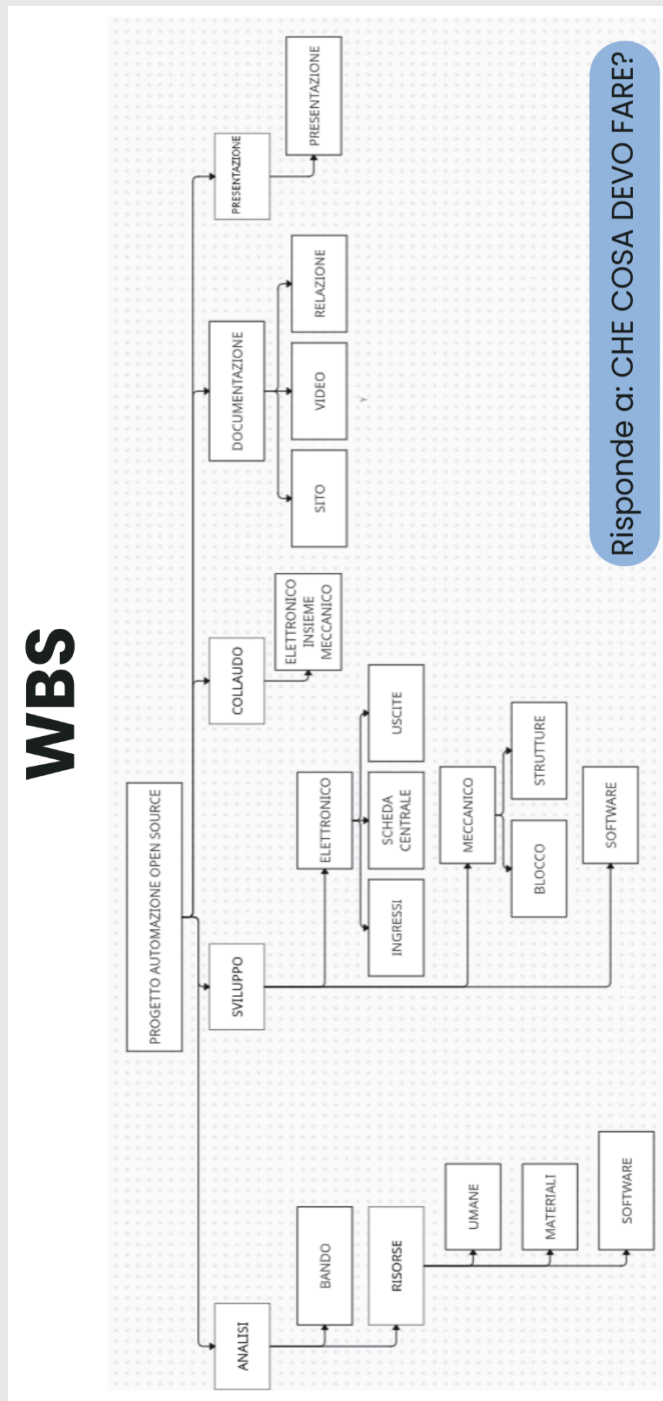 WBS
PROGETTO AUTOMAZIONE OPEN SOURCE
ANALISI
BANDO
RISORSE
UMANE
MATERIALI
SOFTWARE
SVILUPPO
ELETTRONICO
INGRESSI
SCHEDA
CENTRALE
USCITE
MECCANICO
BLOCCO
STRUTTURE
SOFTWARE
COLLAUDO
ELETTRONICO
INSIEME
MECCANICO
DOCUMENTAZIONE
SITO
VIDEO
RELAZIONE
PRESENTAZIONE
PRESENTAZIONE
Risponde a: CHE COSA DEVO FARE?